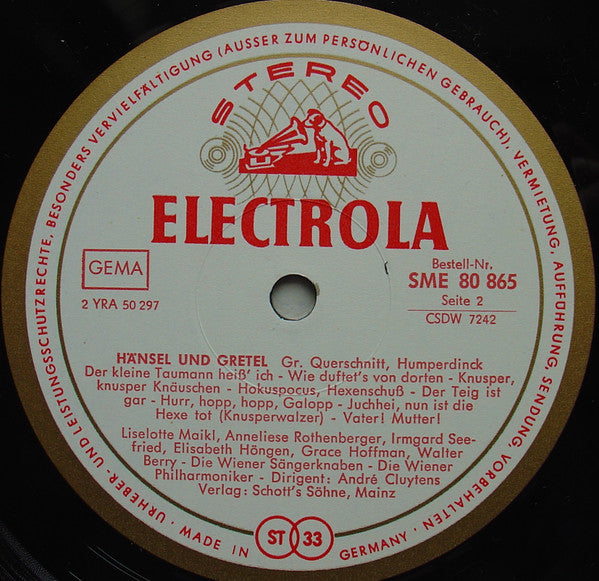 URHEBER- UND LEISTUNGSSCHUTZRECHTE, BESONDERS VERVIELFÄLTIGUNG (AUSSER ZUM PERSÖNLICHEN GEBRAUCH), VERMIETUNG, AUFFÜHRUNG, SENDUNG, VORBEHALTEN ·
STEREO
ELECTROLA
GEMA
2 YRA 50 297
Bestell-Nr.
SME 80 865
Seite 2
CSDW 7242
HÄNSEL UND GRETEL Gr. Querschnitt, Humperdinck
Der kleine Taumann heiß' ich - Wie duftet's von dorten - Knusper,
knusper Knäuschen - Hokuspocus, Hexenschuß - Der Teig ist
gar - Hurr, hopp, hopp, Galopp - Juchhei, nun ist die
Hexe tot (Knusperwalzer) - Vater! Mutter!
Liselotte Maikl, Anneliese Rothenberger, Irmgard See-
fried, Elisabeth Höngen, Grace Hoffman, Walter
Berry - Die Wiener Sängerknaben - Die Wiener
Philharmoniker - Dirigent: André Cluytens
Verlag: Schott's Söhne, Mainz
MADE IN GERMANY
ST 33